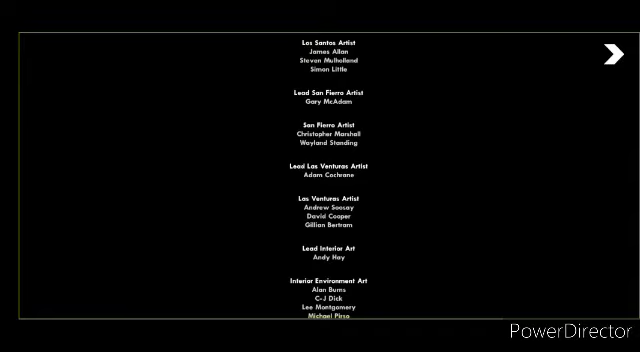 Los Santos Artist
James Allan
Steven Mulholland
Simon Little
Lead San Fierro Artist
Gary McAdam
San Fierro Artist
Christopher Marshall
Wayland Standing
Lead Las Venturas Artist
Adam Cochrane
Las Venturas Artist
Andrew Soosay
David Cooper
Gillian Bertram
Lead Interior Art
Andy Hay
Interior Environment Art
Alan Burns
C-J Dick
Lee Montgomery
Michael Pirso
PowerDirector